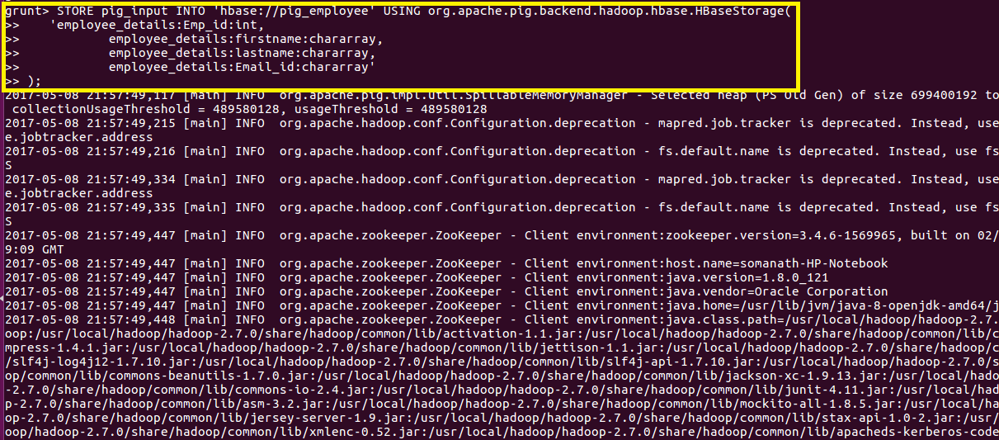 grunt> STORE pig_input INTO 'hbase://pig_employee' USING org.apache.pig.backend.hadoop.hbase.HBaseStorage(
>>    'employee_details:Emp_id:int,
>>            employee_details:firstname:chararray,
>>            employee_details:lastname:chararray,
>>            employee_details:Email_id:chararray'
>> );
2017-05-08 21:57:49,117 [main] INFO  org.apache.pig.impl.util.SpillableMemoryManager - Selected heap (PS Old Gen) of size 699400192 to
 collectionUsageThreshold = 489580128, usageThreshold = 489580128
2017-05-08 21:57:49,215 [main] INFO  org.apache.hadoop.conf.Configuration.deprecation - mapred.job.tracker is deprecated. Instead, use
e.jobtracker.address
2017-05-08 21:57:49,216 [main] INFO  org.apache.hadoop.conf.Configuration.deprecation - fs.default.name is deprecated. Instead, use fs
S
2017-05-08 21:57:49,334 [main] INFO  org.apache.hadoop.conf.Configuration.deprecation - mapred.job.tracker is deprecated. Instead, use
e.jobtracker.address
2017-05-08 21:57:49,335 [main] INFO  org.apache.hadoop.conf.Configuration.deprecation - fs.default.name is deprecated. Instead, use fs
S
2017-05-08 21:57:49,447 [main] INFO  org.apache.zookeeper.ZooKeeper - Client environment:zookeeper.version=3.4.6-1569965, built on 02/
9:09 GMT
2017-05-08 21:57:49,447 [main] INFO  org.apache.zookeeper.ZooKeeper - Client environment:host.name=somanath-HP-Notebook
2017-05-08 21:57:49,447 [main] INFO  org.apache.zookeeper.ZooKeeper - Client environment:java.version=1.8.0_121
2017-05-08 21:57:49,447 [main] INFO  org.apache.zookeeper.ZooKeeper - Client environment:java.vendor=Oracle Corporation
2017-05-08 21:57:49,447 [main] INFO  org.apache.zookeeper.ZooKeeper - Client environment:java.home=/usr/lib/jvm/java-8-openjdk-amd64/j
2017-05-08 21:57:49,448 [main] INFO  org.apache.zookeeper.ZooKeeper - Client environment:java.class.path=/usr/local/hadoop/hadoop-2.7.
oop:/usr/local/hadoop/hadoop-2.7.0/share/hadoop/common/lib/activation-1.1.jar:/usr/local/hadoop/hadoop-2.7.0/share/hadoop/common/lib/c
mpress-1.4.1.jar:/usr/local/hadoop/hadoop-2.7.0/share/hadoop/common/lib/jettison-1.1.jar:/usr/local/hadoop/hadoop-2.7.0/share/hadoop/c
/slf4j-log4j12-1.7.10.jar:/usr/local/hadoop/hadoop-2.7.0/share/hadoop/common/lib/slf4j-api-1.7.10.jar:/usr/local/hadoop/hadoop-2.7.0/s
op/common/lib/commons-beanutils-1.7.0.jar:/usr/local/hadoop/hadoop-2.7.0/share/hadoop/common/lib/jackson-xc-1.9.13.jar:/usr/local/hado
-2.7.0/share/hadoop/common/lib/commons-io-2.4.jar:/usr/local/hadoop/hadoop-2.7.0/share/hadoop/common/lib/junit-4.11.jar:/usr/local/had
p-2.7.0/share/hadoop/common/lib/asm-3.2.jar:/usr/local/hadoop/hadoop-2.7.0/share/hadoop/common/lib/mockito-all-1.8.5.jar:/usr/local/ha
op-2.7.0/share/hadoop/common/lib/jersey-server-1.9.jar:/usr/local/hadoop/hadoop-2.7.0/share/hadoop/common/lib/stax-api-1.0-2.jar:/usr/
oop/hadoop-2.7.0/share/hadoop/common/lib/xmlenc-0.52.jar:/usr/local/hadoop/hadoop-2.7.0/share/hadoop/common/lib/apacheds-kerberos-code